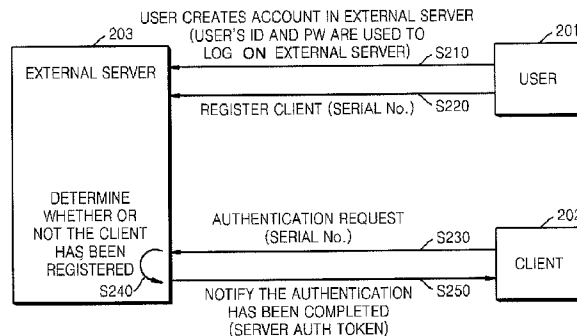 USER CREATES ACCOUNT IN EXTERNAL SERVER
(USER'S ID AND PW ARE USED TO
LOG ON EXTERNAL SERVER)
203
S210
201
EXTERNAL SERVER
USER
REGISTER CLIENT (SERIAL No.)
S220
DETERMINE
WHETHER OR
NOT THE CLIENT
HAS BEEN
REGISTERED
S240
AUTHENTICATION REQUEST
(SERIAL No.)
S230
202
CLIENT
NOTIFY THE AUTHENTICATION
HAS BEEN COMPLETED
(SERVER AUTH TOKEN)
S250